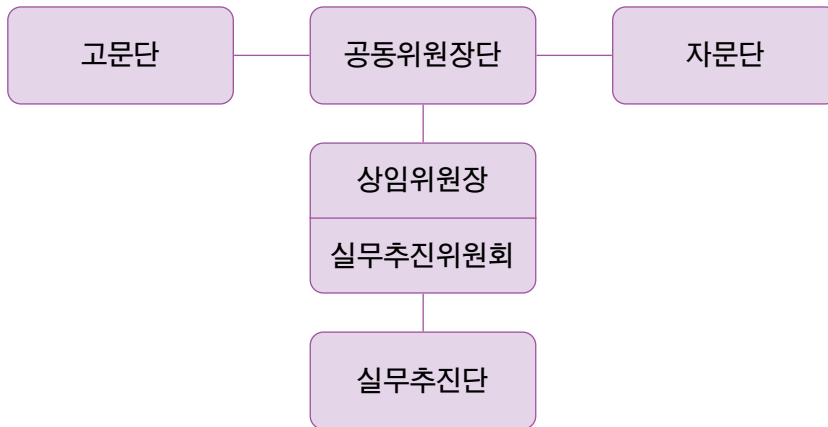 고문단
공동위원장단
자문단
상임위원장
실무추진위원회
실무추진단